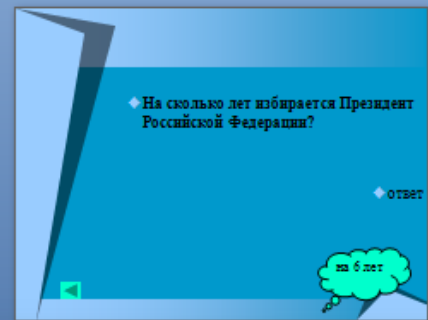 На сколько лет избирается Президент
Российской Федерации?
ответ
на 6 лет